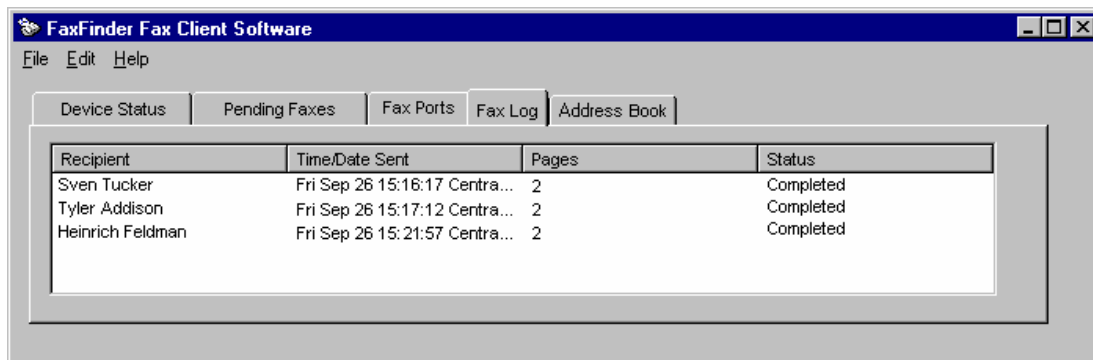 FaxFinder Fax Client Software
File Edit Help
Device Status Pending Faxes Fax Ports Fax Log Address Book
Recipient Time/Date Sent Pages Status
Sven Tucker Fri Sep 26 15:16:17 Centra... 2 Completed
Tyler Addison Fri Sep 26 15:17:12 Centra... 2 Completed
Heinrich Feldman Fri Sep 26 15:21:57 Centra... 2 Completed